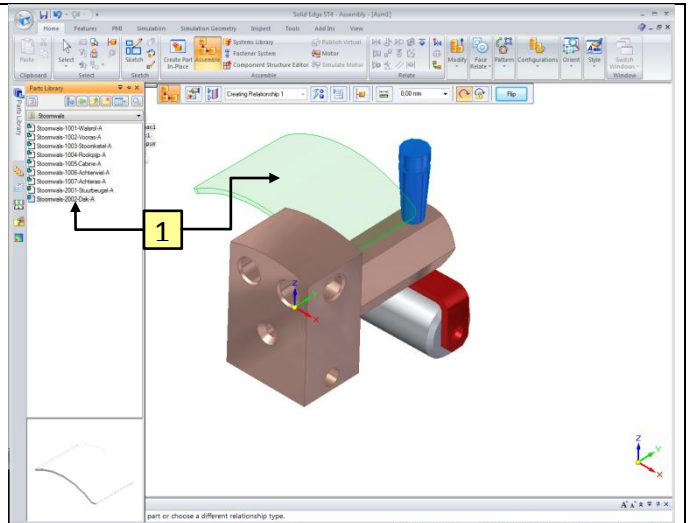 Solid Edge ST4 - Assembly - [Asm1]
Home Features PMI Simulation Simulation Geometry Inspect Tools Add Ins View
Paste
Select
Sketch
Create Part In-Place
Assemble
Systems Library
Fastener System
Component Structure Editor
Publish Virtual
Motor
Simulate Motor
Modify
Face Relate
Pattern
Configurations
Orient
Style
Switch Windows
Clipboard Select Sketch Assemble Relate Window
Parts Library
Creating Relationship 1
0,00 mm
Flip
Parts Library
Stoomwals
Stoomwals-1001-Walsrol-A
Stoomwals-1002-Vooras-A
Stoomwals-1003-Stoomketel-A
Stoomwals-1004-Rookpijp-A
Stoomwals-1005-Cabine-A
Stoomwals-1006-Achterwiel-A
Stoomwals-1007-Achteras-A
Stoomwals-2001-Stuurbeugel-A
Stoomwals-2002-Dak-A
1
Z
Y
X
Z
Y
X
part or choose a different relationship type.